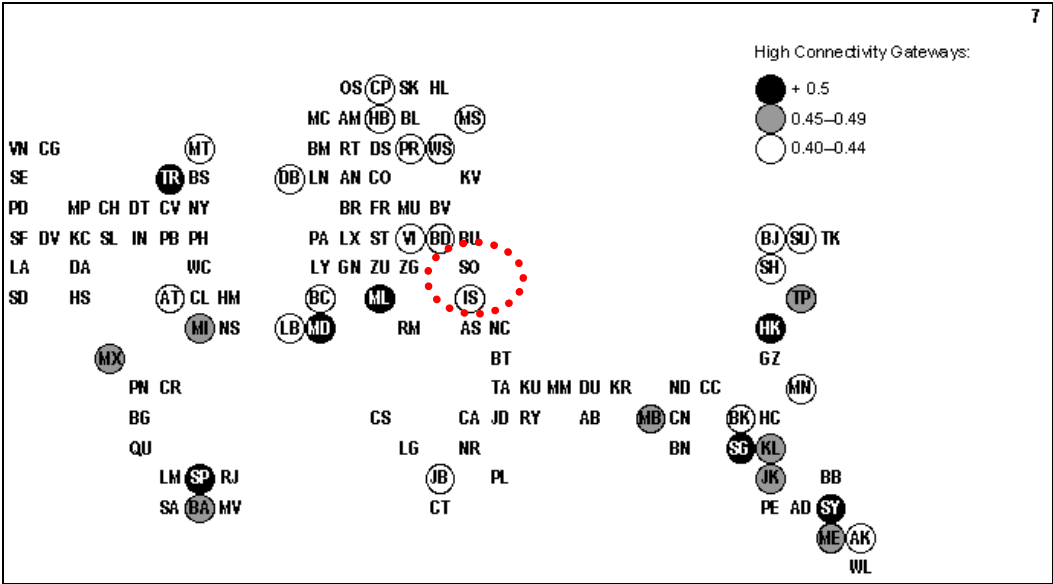 7
High Connectivity Gateways:
+ 0.5
0.45–0.49
0.40–0.44
OS CP SK HL
MC AM HB BL MS
VN CG MT BM RT DS PR WS
SE TR BS DB LN AN CO KV
PD MP CH DT CV NY BR FR MU BV
SF DV KC SL IN PB PH PA LX ST VI BD BU BJ SU TK
LA DA WC LY GN ZU ZG SO SH
SD HS AT CL HM BC ML IS TP
MI NS LB MD RM AS NC HK
MX BT GZ
PN CR TA KU MM DU KR ND CC MN
BG CS CA JD RY AB MB CN BK HC
QU LG NR BN SG KL
LM SP RJ JB PL JK BB
SA BA MV CT PE AD SY
ME AK
WL